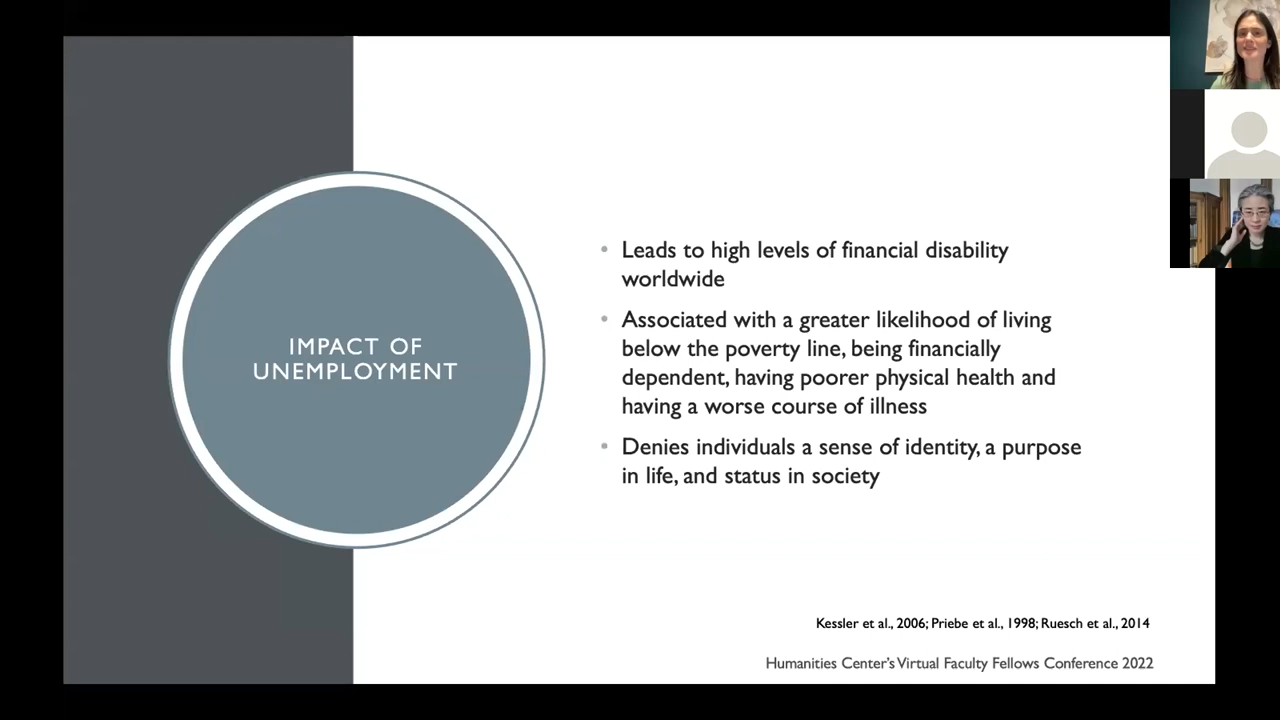 IMPACT OF
UNEMPLOYMENT
• Leads to high levels of financial disability
worldwide
• Associated with a greater likelihood of living
below the poverty line, being financially
dependent, having poorer physical health and
having a worse course of illness
• Denies individuals a sense of identity, a purpose
in life, and status in society
Kessler et al., 2006; Priebe et al., 1998; Ruesch et al., 2014
Humanities Center's Virtual Faculty Fellows Conference 2022